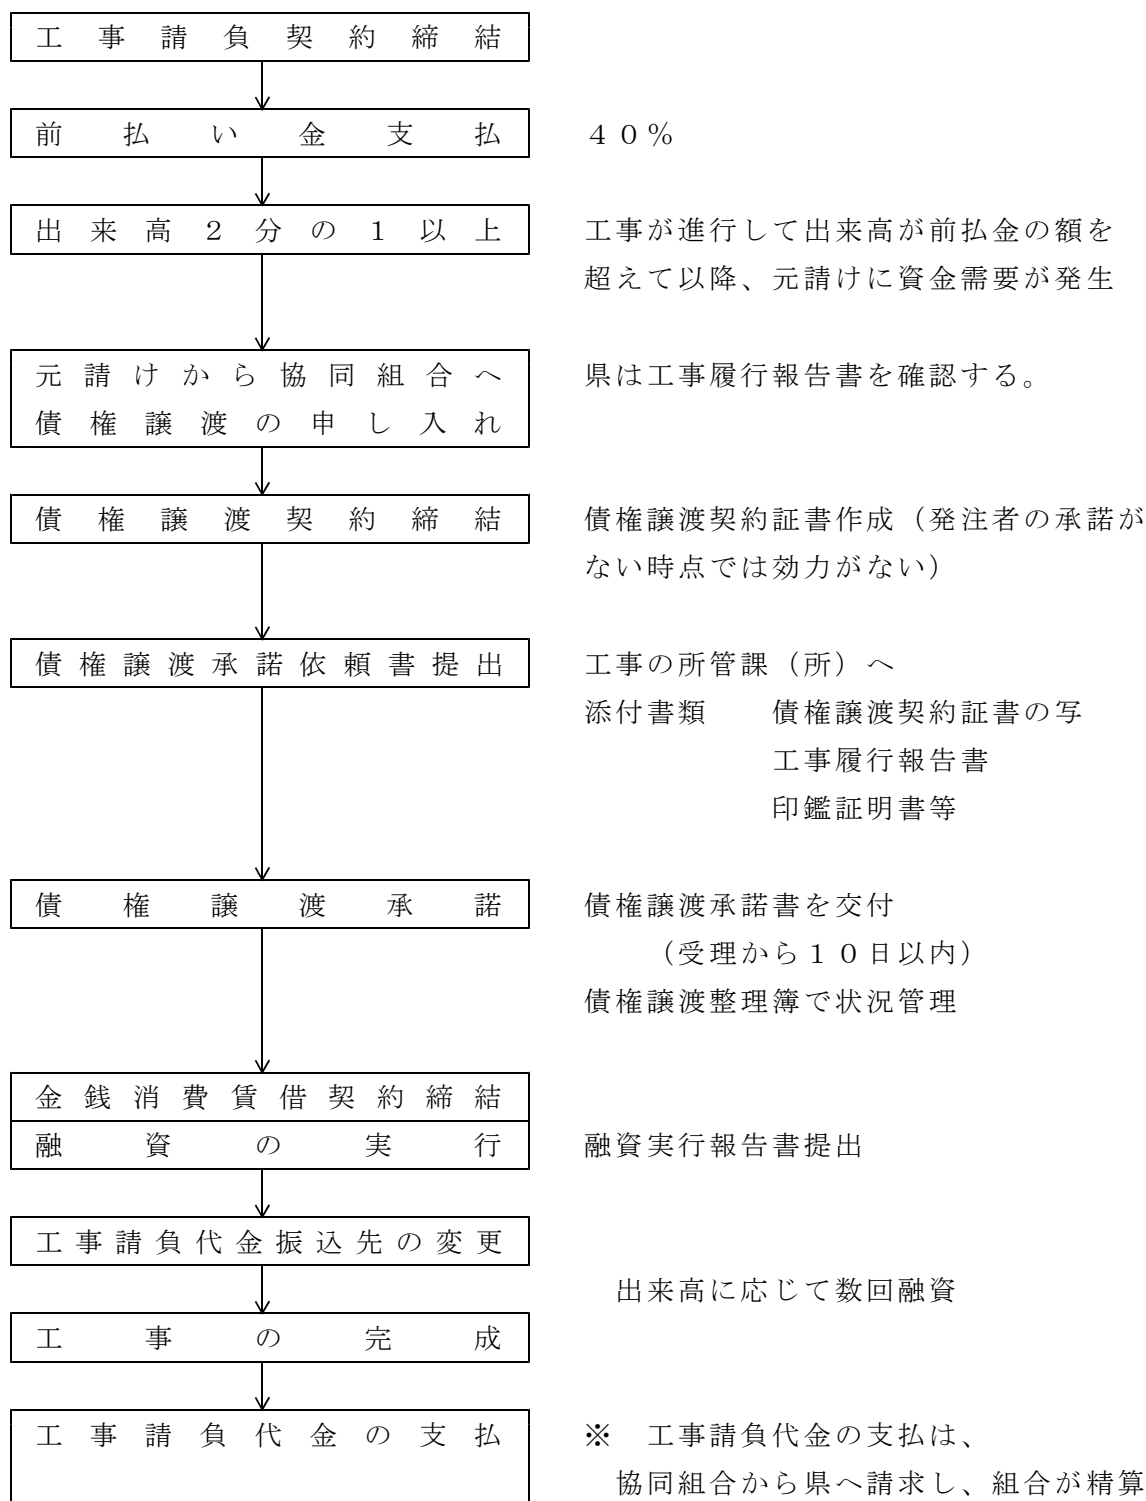 工事請負契約締結
前払い金支払
４０％
出来高２分の１以上
工事が進行して出来高が前払金の額を
超えて以降、元請けに資金需要が発生
元請けから協同組合へ
債権譲渡の申し入れ
県は工事履行報告書を確認する。
債権譲渡契約締結
債権譲渡契約証書作成（発注者の承諾が
ない時点では効力がない）
債権譲渡承諾依頼書提出
工事の所管課（所）へ
添付書類　債権譲渡契約証書の写
工事履行報告書
印鑑証明書等
債権譲渡承諾
債権譲渡承諾書を交付
（受理から１０日以内）
債権譲渡整理簿で状況管理
金銭消費賃借契約締結
融資の実行
融資実行報告書提出
工事請負代金振込先の変更
出来高に応じて数回融資
工事の完成
工事請負代金の支払
※　工事請負代金の支払は、
協同組合から県へ請求し、組合が精算